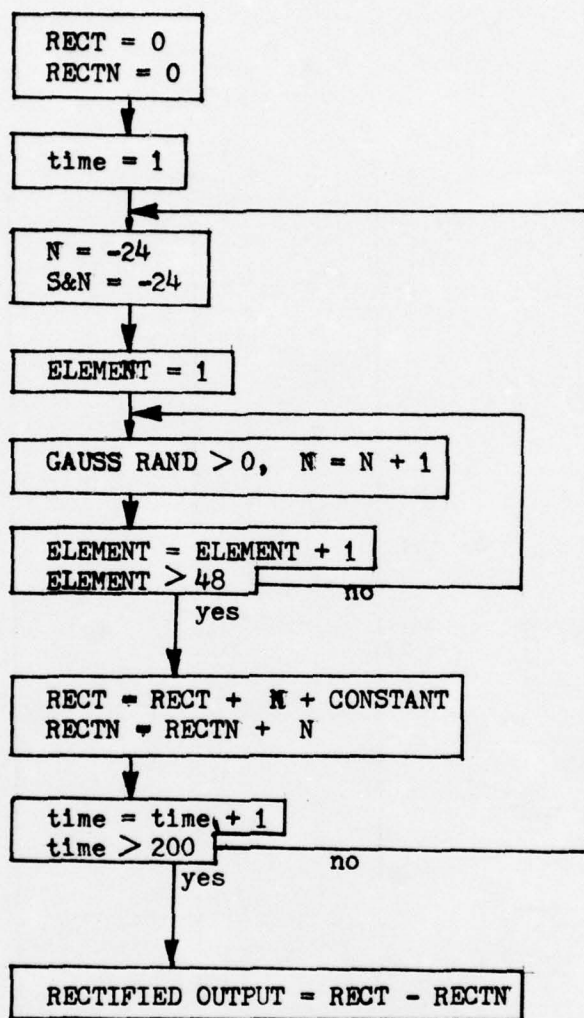 RECT = 0
RECTN = 0
time = 1
N = -24
S&N = -24
ELEMENT = 1
GAUSS RAND > 0, N = N + 1
ELEMENT = ELEMENT + 1
ELEMENT > 48
no
yes
RECT = RECT + N + CONSTANT
RECTN = RECTN + N
time = time + 1
time > 200
no
yes
RECTIFIED OUTPUT = RECT - RECTN